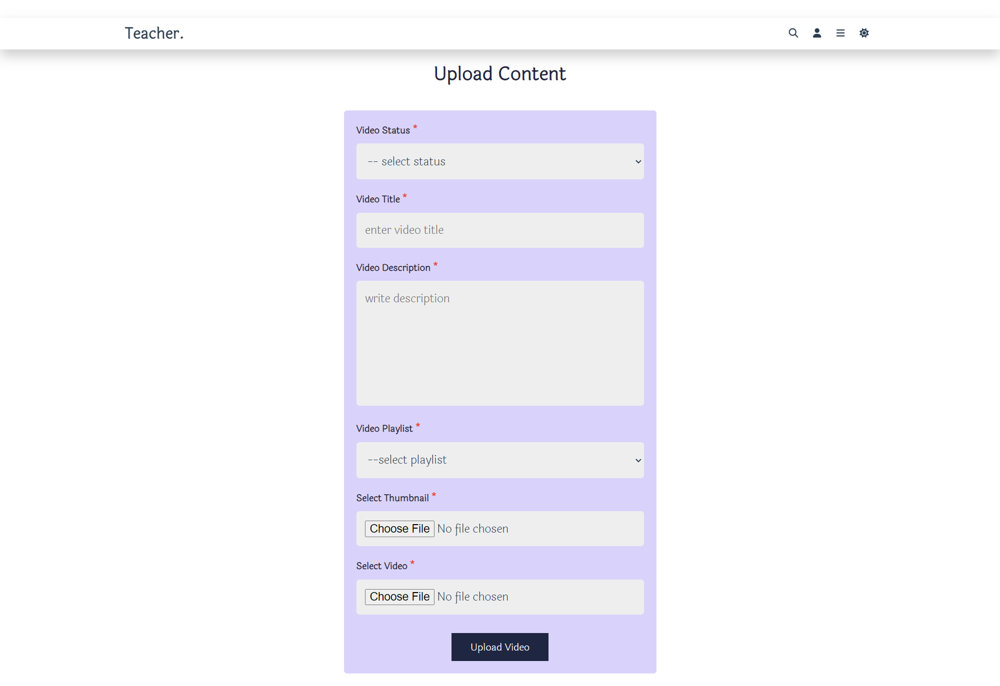 Teacher.
Upload Content
Video Status *
-- select status
Video Title *
enter video title
Video Description *
write description
Video Playlist *
--select playlist
Select Thumbnail *
Choose File No file chosen
Select Video *
Choose File No file chosen
Upload Video